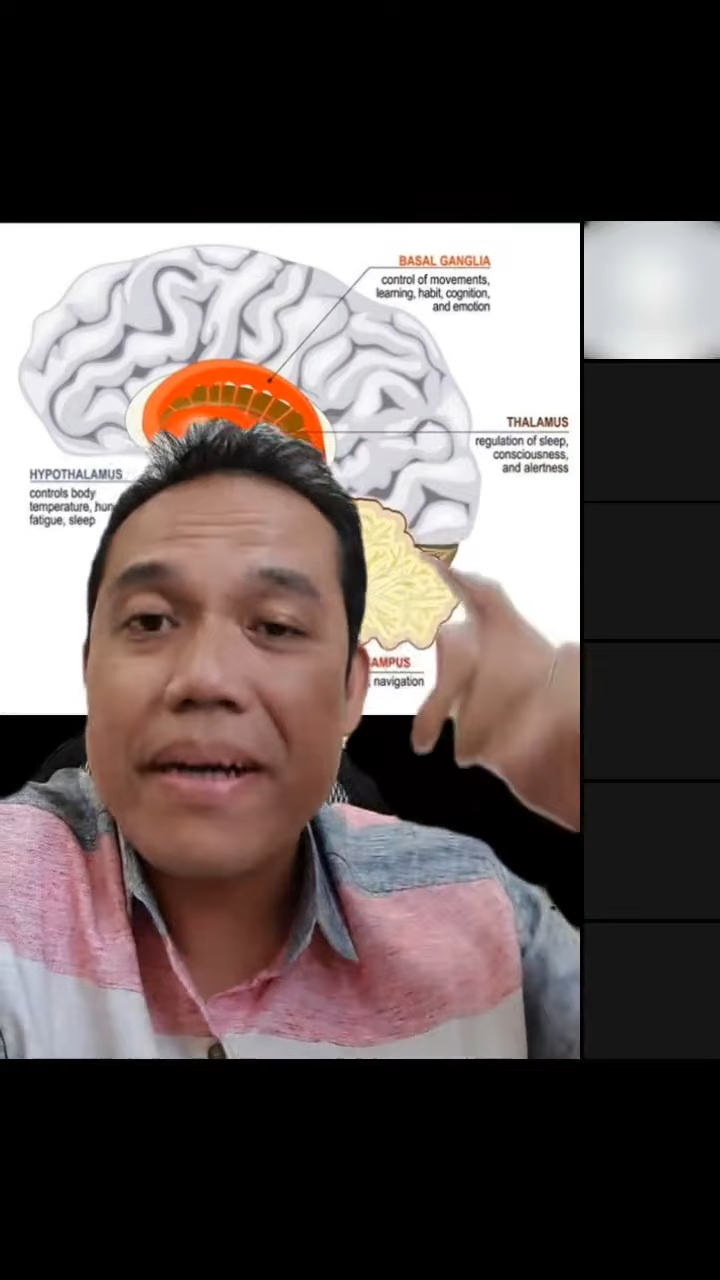 BASAL GANGLIA
control of movements,
learning, habit, cognition,
and emotion
THALAMUS
regulation of sleep,
consciousness,
and alertness
HYPOTHALAMUS
controls body
temperature,
fatigue, sleep
navigation